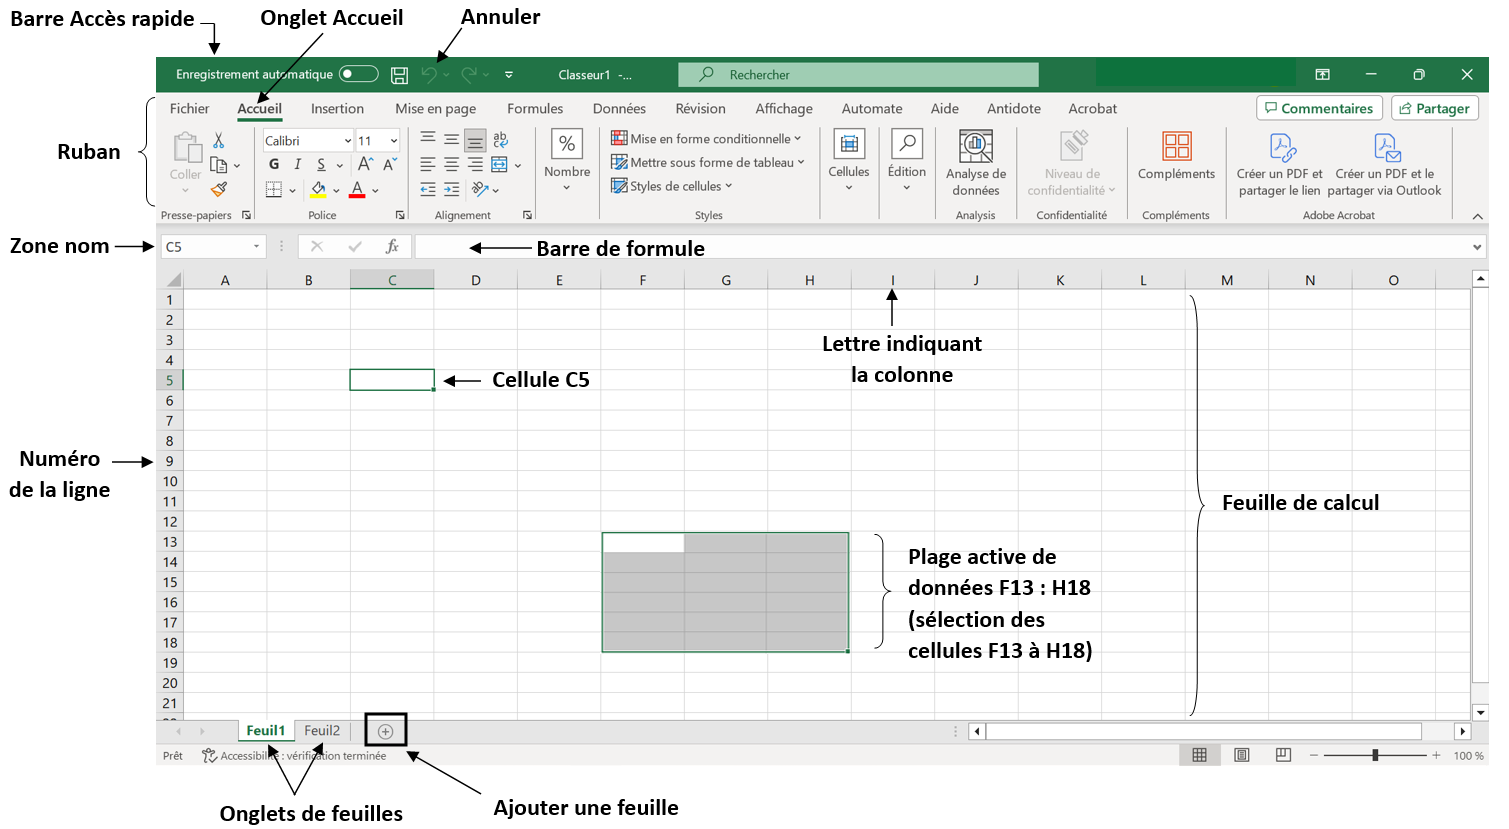 Barre Accès rapide
Onglet Accueil
Annuler
Enregistrement automatique
Classeur1 -...
Rechercher
Fichier
Accueil
Insertion
Mise en page
Formules
Données
Révision
Affichage
Automate
Aide
Antidote
Acrobat
Commentaires
Partager
Ruban
Coller
Presse-papiers
Calibri
11
G
I
S
A
A
A
Police
ab
Alignement
%
Nombre
Mise en forme conditionnelle
Mettre sous forme de tableau
Styles de cellules
Styles
Cellules
Édition
Analyse de
données
Analysis
Niveau de
confidentialité
Confidentialité
Compléments
Compléments
Créer un PDF et
partager le lien
Créer un PDF et le
partager via Outlook
Adobe Acrobat
Zone nom
C5
fx
Barre de formule
A B C D E F G H I J K L M N O
1
2
3
4
5
6
7
8
9
10
11
12
13
14
15
16
17
18
19
20
21
Lettre indiquant
la colonne
Cellule C5
Numéro
de la ligne
Feuille de calcul
Plage active de
données F13 : H18
(sélection des
cellules F13 à H18)
Feuil1
Feuil2
Prêt
Accessibilité : vérification terminée
100 %
Onglets de feuilles
Ajouter une feuille